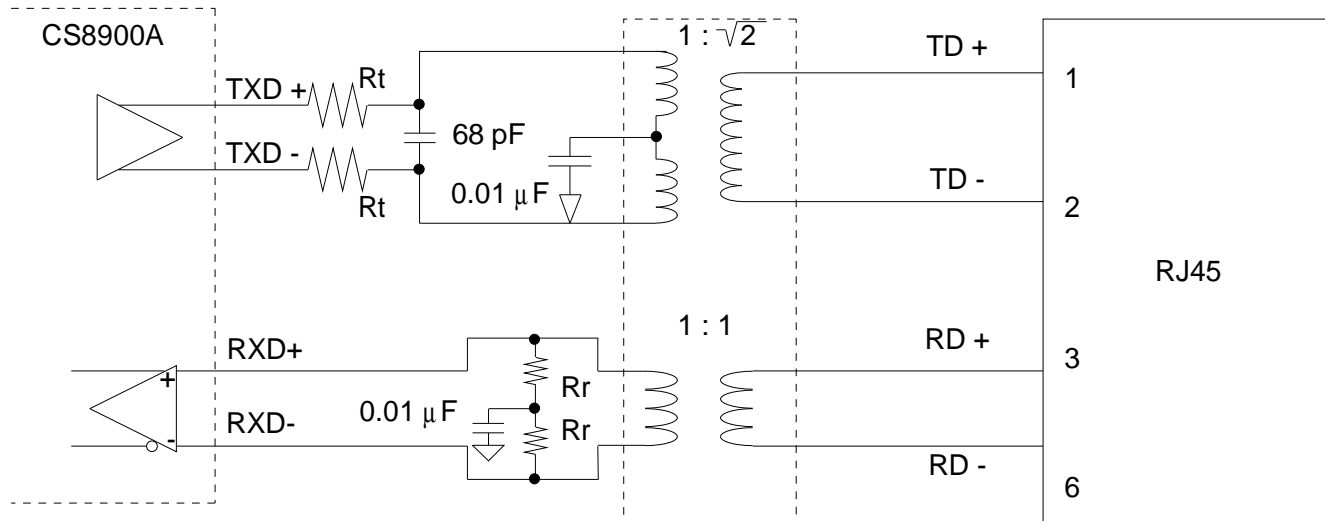 CS8900A
1 : √2
TD +
TXD +
Rt
1
68 pF
TXD -
0.01 μF
Rt
TD -
2
RJ45
1 : 1
RXD+
RD +
3
+
Rr
0.01 μF
RXD-
Rr
-
RD -
6